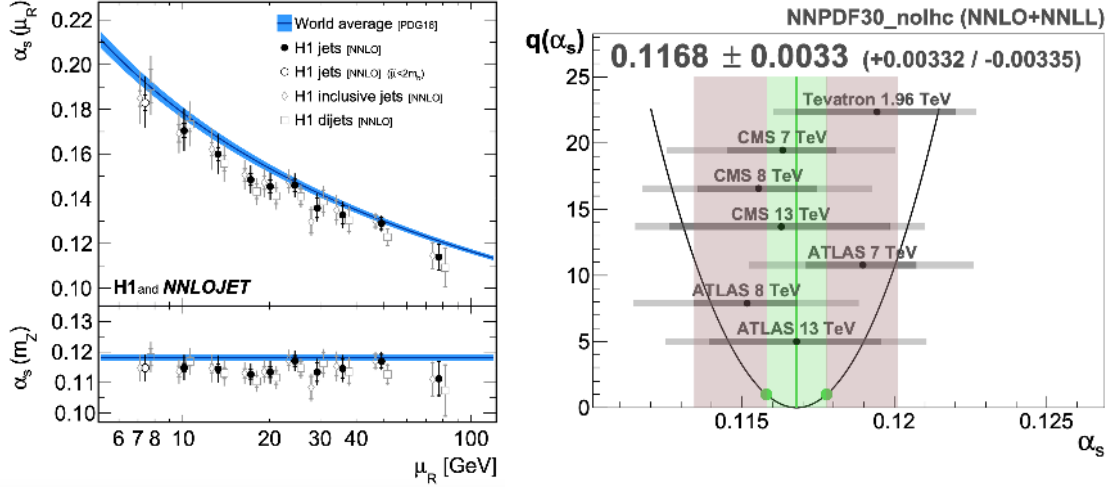 α_s (μ_R)
0.22
0.20
0.18
0.16
0.14
0.12
0.10
World average [PDG16]
H1 jets [NNLO]
H1 jets [NNLO] (μ̃<2m_b)
H1 inclusive jets [NNLO]
H1 dijets [NNLO]
H1 and NNLOJET
α_s (m_Z)
0.13
0.12
0.11
0.10
6 7 8 10 20 30 40 100
μ_R [GeV]
NNPDF30_nolhc (NNLO+NNLL)
q(α_s)
0.1168 ± 0.0033 (+0.00332 / -0.00335)
25
20
15
10
5
0
Tevatron 1.96 TeV
CMS 7 TeV
CMS 8 TeV
CMS 13 TeV
ATLAS 7 TeV
ATLAS 8 TeV
ATLAS 13 TeV
0.115 0.12 0.125
α_s